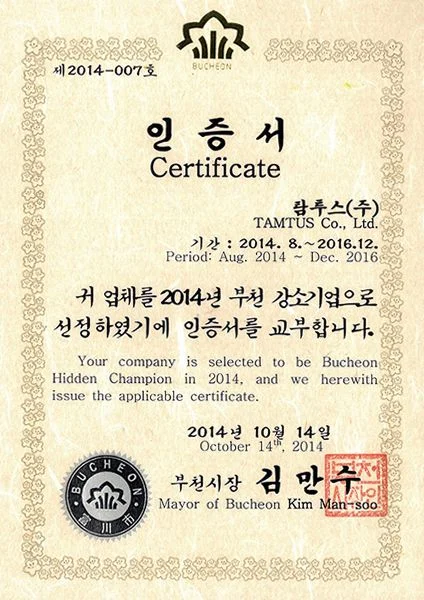 BUCHEON
제2014-007호
인증서
Certificate
탐투스(주)
TAMTUS Co., Ltd.
기간 : 2014. 8.~2016.12.
Period: Aug. 2014 ~ Dec. 2016
귀 업체를 2014년 부천 강소기업으로
선정하였기에 인증서를 교부합니다.
Your company is selected to be Bucheon
Hidden Champion in 2014, and we herewith
issue the applicable certificate.
2014년 10월 14일
October 14th, 2014
부천시장 김만수
Mayor of Bucheon Kim Man-soo
BUCHEON
富川市